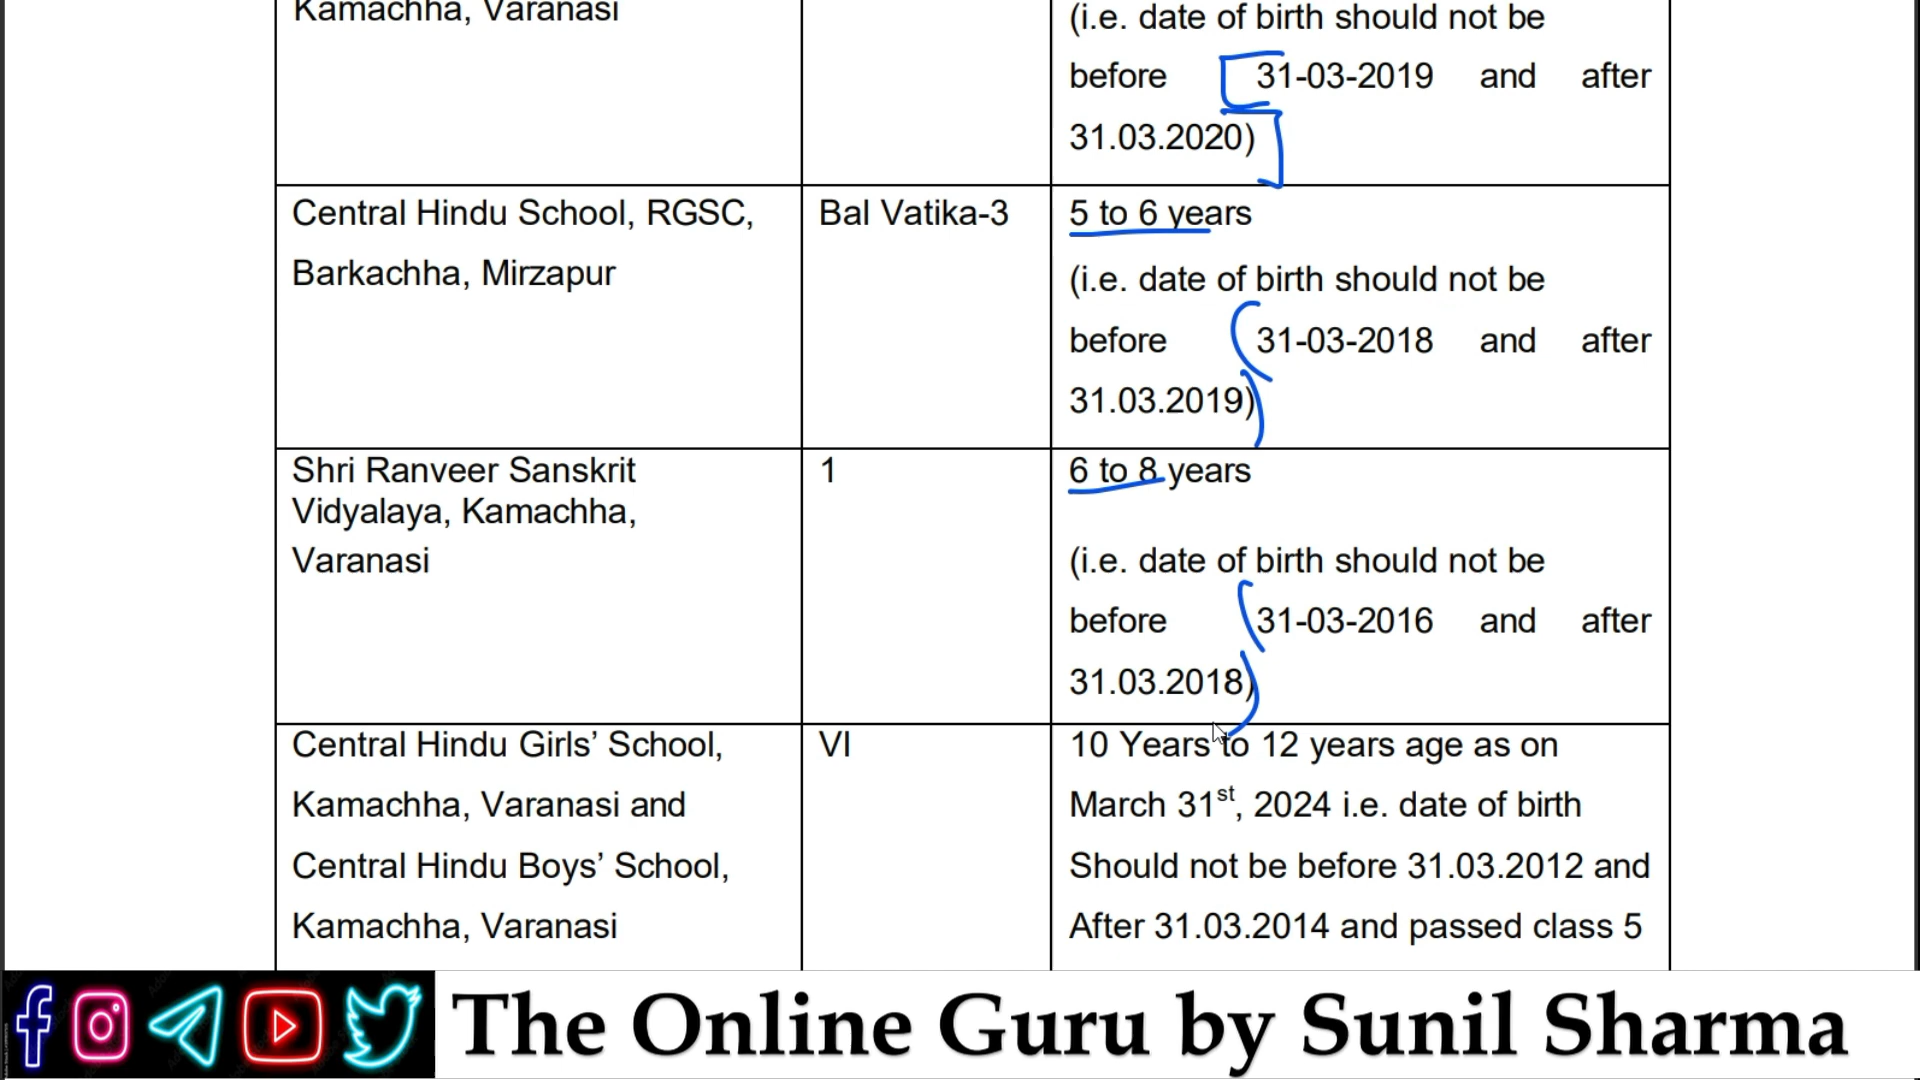 Kamachha, Varanasi
(i.e. date of birth should not be
before 31-03-2019 and after
31.03.2020)
Central Hindu School, RGSC,
Barkachha, Mirzapur
Bal Vatika-3
5 to 6 years
(i.e. date of birth should not be
before 31-03-2018 and after
31.03.2019)
Shri Ranveer Sanskrit
Vidyalaya, Kamachha,
Varanasi
1
6 to 8 years
(i.e. date of birth should not be
before 31-03-2016 and after
31.03.2018)
Central Hindu Girls’ School,
Kamachha, Varanasi and
Central Hindu Boys’ School,
Kamachha, Varanasi
VI
10 Years to 12 years age as on
March 31st, 2024 i.e. date of birth
Should not be before 31.03.2012 and
After 31.03.2014 and passed class 5
The Online Guru by Sunil Sharma